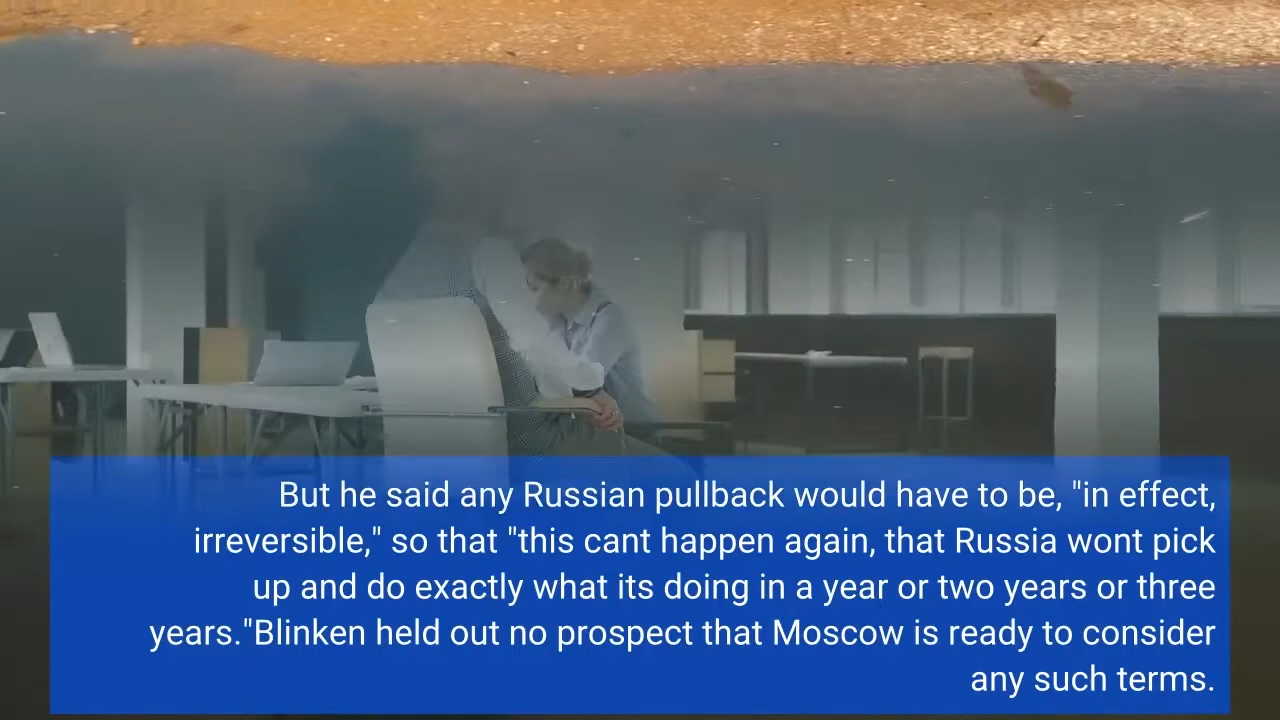 But he said any Russian pullback would have to be, "in effect,
irreversible," so that "this cant happen again, that Russia wont pick
up and do exactly what its doing in a year or two years or three
years."Blinken held out no prospect that Moscow is ready to consider
any such terms.